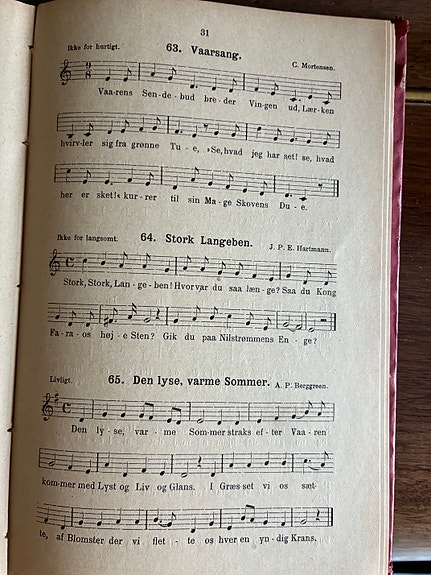 31
Ikke for hurtigt. 63. Vaarsang.
C. Mortensen.
9
8
Vaa-rens Sen-de-bud bre-der Vin-gen ud, Lær-ken
hvirv-ler sig fra grønne Tu-e, »Se, hvad jeg har set! se, hvad
her er sket!« kur-rer til sin Ma-ge Skovens Du-e.
Ikke for langsomt. 64. Stork Langeben.
J. P. E. Hartmann.
Stork, Stork, Lan-ge-ben! Hvor var du saa læn-ge? Saa du Kong
Fa-ra-os høj-e Sten? Gik du paa Nilstrømmens En-ge?
Livligt. 65. Den lyse, varme Sommer. A. P. Berggreen.
Den ly-se, var-me Som-mer straks ef-ter Vaa-ren
kom-mer med Lyst og Liv og Glans. I Græs-set vi os sæt-
te, af Blomster der vi flet-te os hver en yn-dig Krans.